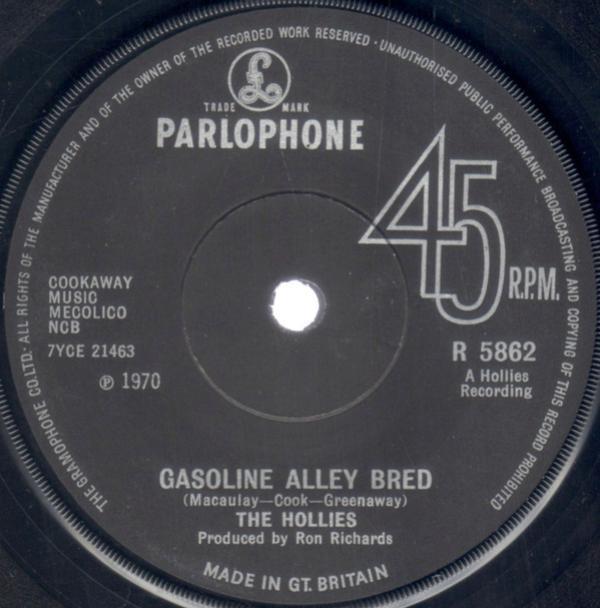 THE GRAMOPHONE CO. LTD. · ALL RIGHTS OF THE MANUFACTURER AND OF THE OWNER OF THE RECORDED WORK RESERVED · UNAUTHORISED PUBLIC PERFORMANCE BROADCASTING AND COPYING OF THIS RECORD PROHIBITED
£
TRADE MARK
PARLOPHONE
45 R.P.M.
COOKAWAY
MUSIC
MECOLICO
NCB
7YCE 21463
℗ 1970
R 5862
A Hollies
Recording
GASOLINE ALLEY BRED
(Macaulay—Cook—Greenaway)
THE HOLLIES
Produced by Ron Richards
MADE IN GT. BRITAIN